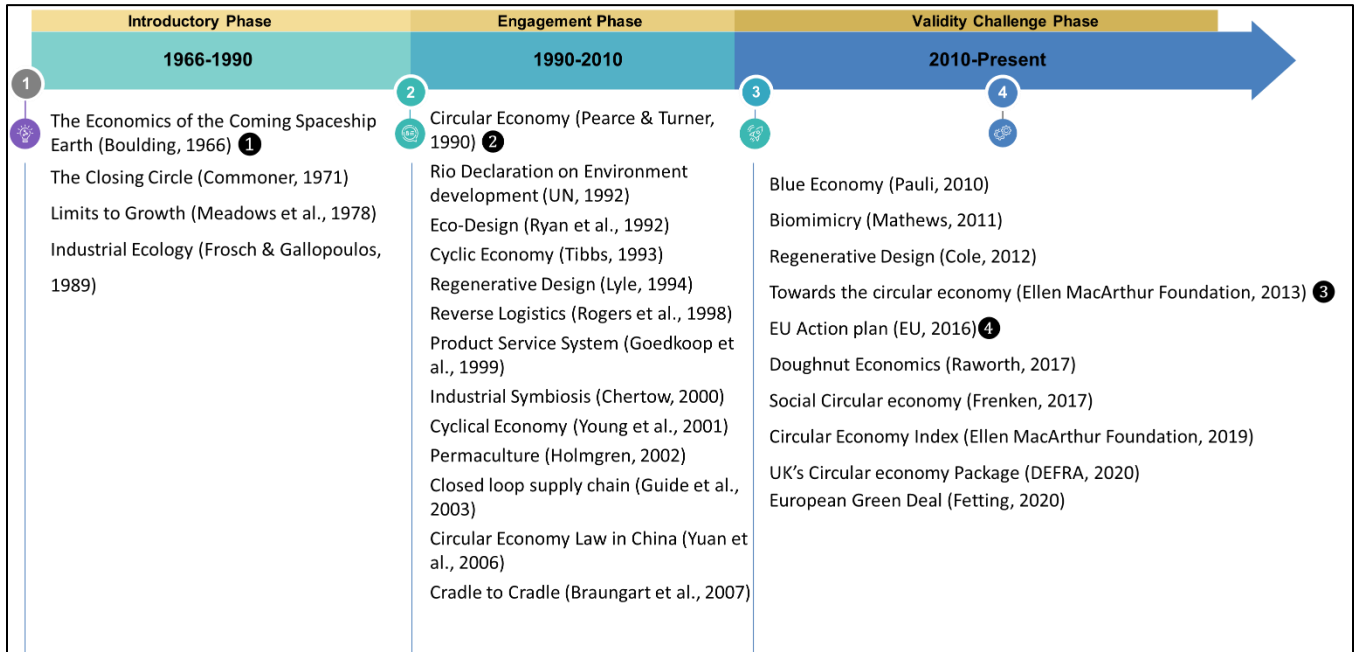 Introductory Phase
Engagement Phase
Validity Challenge Phase
1966-1990
1990-2010
2010-Present
1
2
3
4
The Economics of the Coming Spaceship
Earth (Boulding, 1966) ❶
The Closing Circle (Commoner, 1971)
Limits to Growth (Meadows et al., 1978)
Industrial Ecology (Frosch & Gallopoulos,
1989)
Circular Economy (Pearce & Turner,
1990) ❷
Rio Declaration on Environment
development (UN, 1992)
Eco-Design (Ryan et al., 1992)
Cyclic Economy (Tibbs, 1993)
Regenerative Design (Lyle, 1994)
Reverse Logistics (Rogers et al., 1998)
Product Service System (Goedkoop et
al., 1999)
Industrial Symbiosis (Chertow, 2000)
Cyclical Economy (Young et al., 2001)
Permaculture (Holmgren, 2002)
Closed loop supply chain (Guide et al.,
2003)
Circular Economy Law in China (Yuan et
al., 2006)
Cradle to Cradle (Braungart et al., 2007)
Blue Economy (Pauli, 2010)
Biomimicry (Mathews, 2011)
Regenerative Design (Cole, 2012)
Towards the circular economy (Ellen MacArthur Foundation, 2013) ❸
EU Action plan (EU, 2016)❹
Doughnut Economics (Raworth, 2017)
Social Circular economy (Frenken, 2017)
Circular Economy Index (Ellen MacArthur Foundation, 2019)
UK's Circular economy Package (DEFRA, 2020)
European Green Deal (Fetting, 2020)